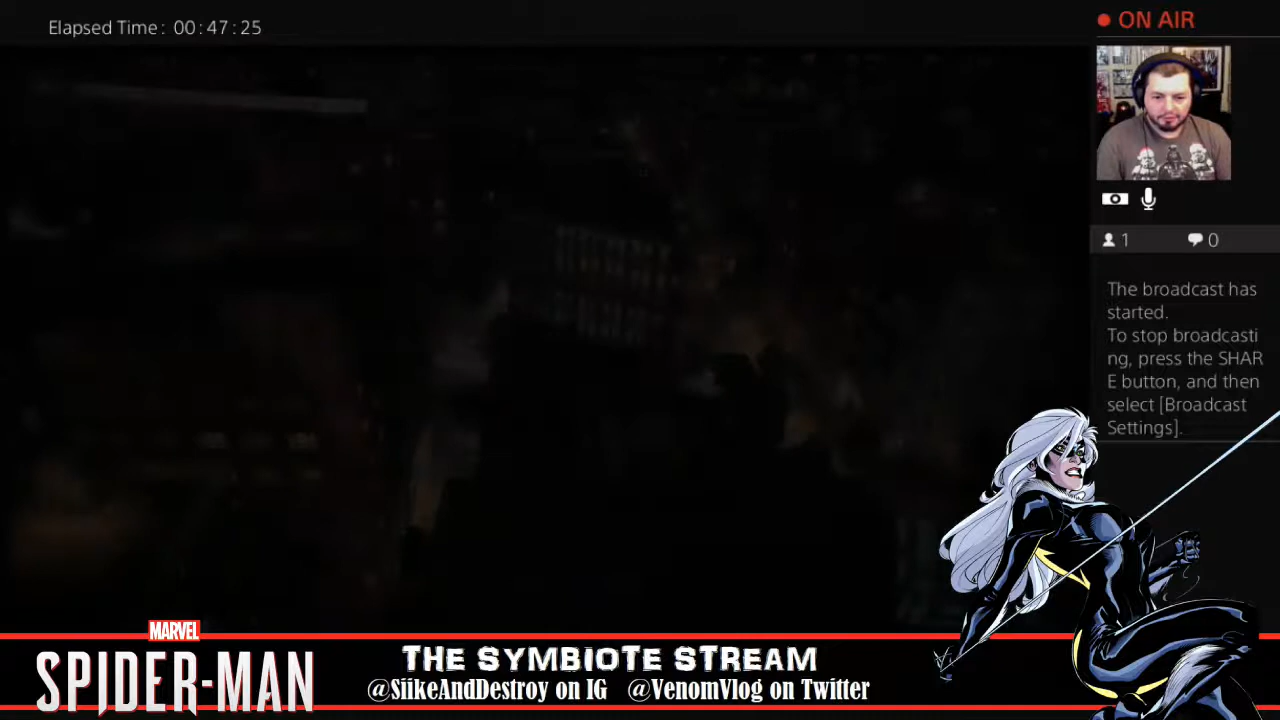 Elapsed Time: 00:47:25
ON AIR
1 0
The broadcast has
started.
To stop broadcasti
ng, press the SHAR
E button, and then
select [Broadcast
Settings].
MARVEL
SPIDER-MAN
THE SYMBIOTE STREAM
@SiikeAndDestroy on IG @VenomVlog on Twitter